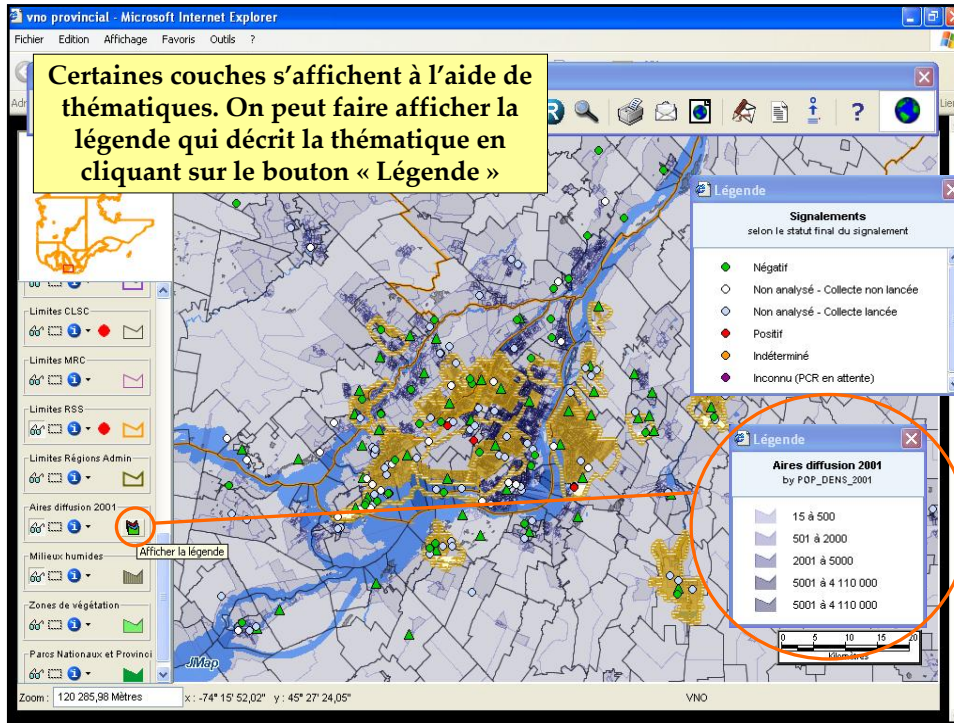 vno provincial - Microsoft Internet Explorer
Fichier Edition Affichage Favoris Outils ?
Certaines couches s'affichent à l'aide de
thématiques. On peut faire afficher la
légende qui décrit la thématique en
cliquant sur le bouton « Légende »
Légende
Signalements
selon le statut final du signalement
Négatif
Non analysé - Collecte non lancée
Non analysé - Collecte lancée
Positif
Indéterminé
Inconnu (PCR en attente)
Limites CLSC
Limites MRC
Limites RSS
Limites Régions Admin
Aires diffusion 2001
Afficher la légende
Milieux humides
Zones de végétation
Parcs Nationaux et Provinci
Légende
Aires diffusion 2001
by POP_DENS_2001
15 à 500
501 à 2000
2001 à 5000
5001 à 4 110 000
5001 à 4 110 000
0 5 10 15 20
Kilomètres
JMap
Zoom : 120 285,98 Mètres x : -74° 15' 52,02" y : 45° 27' 24,05" VNO